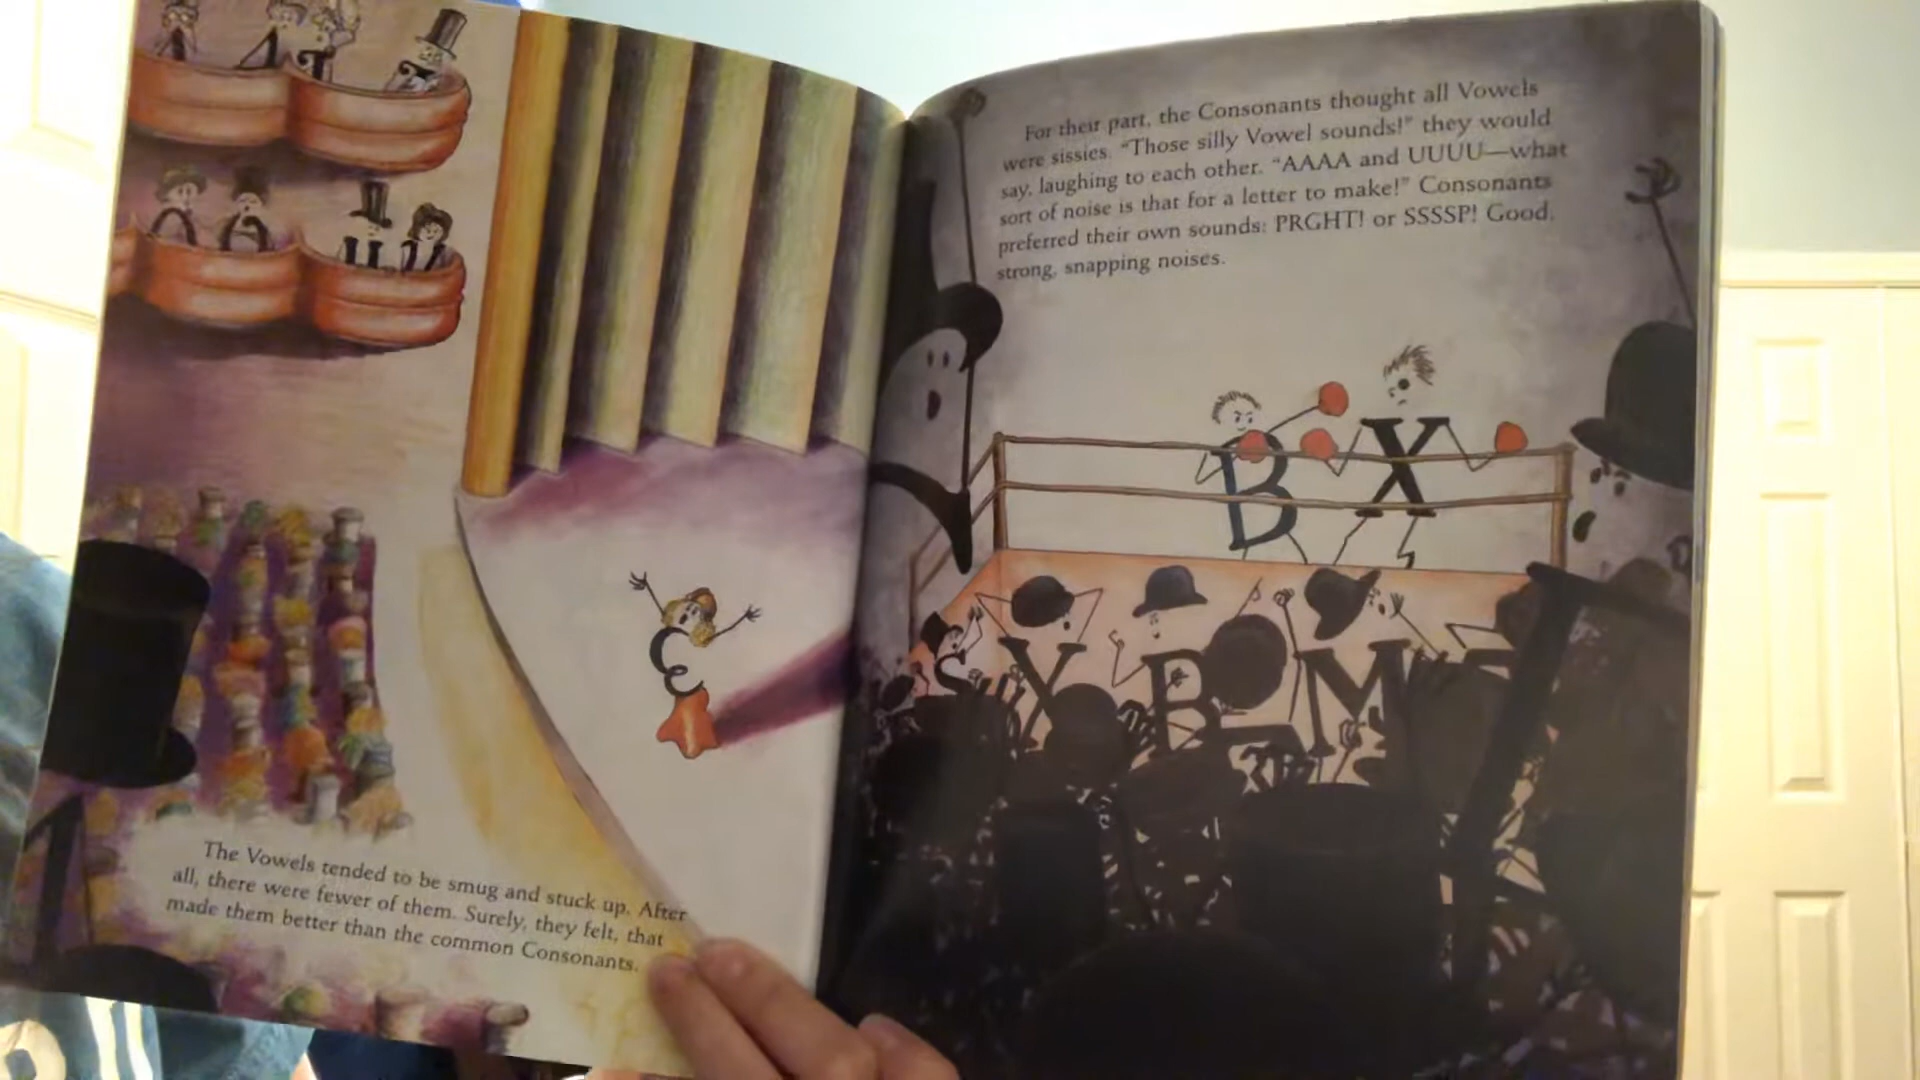 The Vowels tended to be smug and stuck up. After
all, there were fewer of them. Surely, they felt, that
made them better than the common Consonants.
For their part, the Consonants thought all Vowels
were sissies. "Those silly Vowel sounds!" they would
say, laughing to each other. "AAAA and UUUU—what
sort of noise is that for a letter to make!" Consonants
preferred their own sounds: PRGHT! or SSSSP! Good,
strong, snapping noises.
B X
S Y B M